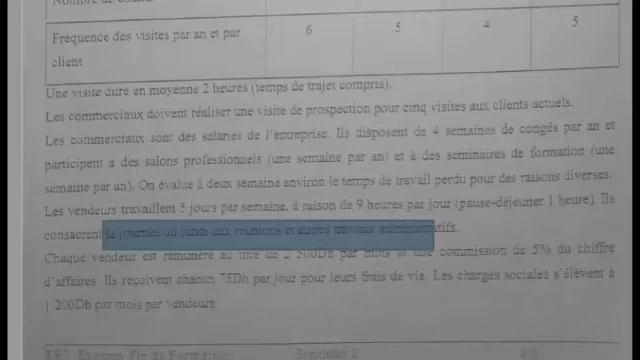 Nombre de clients
Fréquence des visites par an et par
client
6 5 4 5
Une visite dure en moyenne 2 heures (temps de trajet compris).
Les commerciaux doivent réaliser une visite de prospection pour cinq visites aux clients actuels.
Les commerciaux sont des salariés de l'entreprise. Ils disposent de 4 semaines de congés par an et
participent à des salons professionnels (une semaine par an) et à des séminaires de formation (une
semaine par an). On évalue à deux semaine environ le temps de travail perdu pour des raisons diverses.
Les vendeurs travaillent 5 jours par semaine, à raison de 9 heures par jour (pause-déjeuner 1 heure). Ils
consacrent la journée du lundi aux réunions et autres travaux administratifs.
Chaque vendeur est rémunéré au fixe de 2 500Dh par mois et une commission de 5% du chiffre
d'affaires. Ils reçoivent chacun 75Dh par jour pour leurs frais de vie. Les charges sociales s'élèvent à
1 200Dh par mois par vendeurs.
Examen Fin de Formation